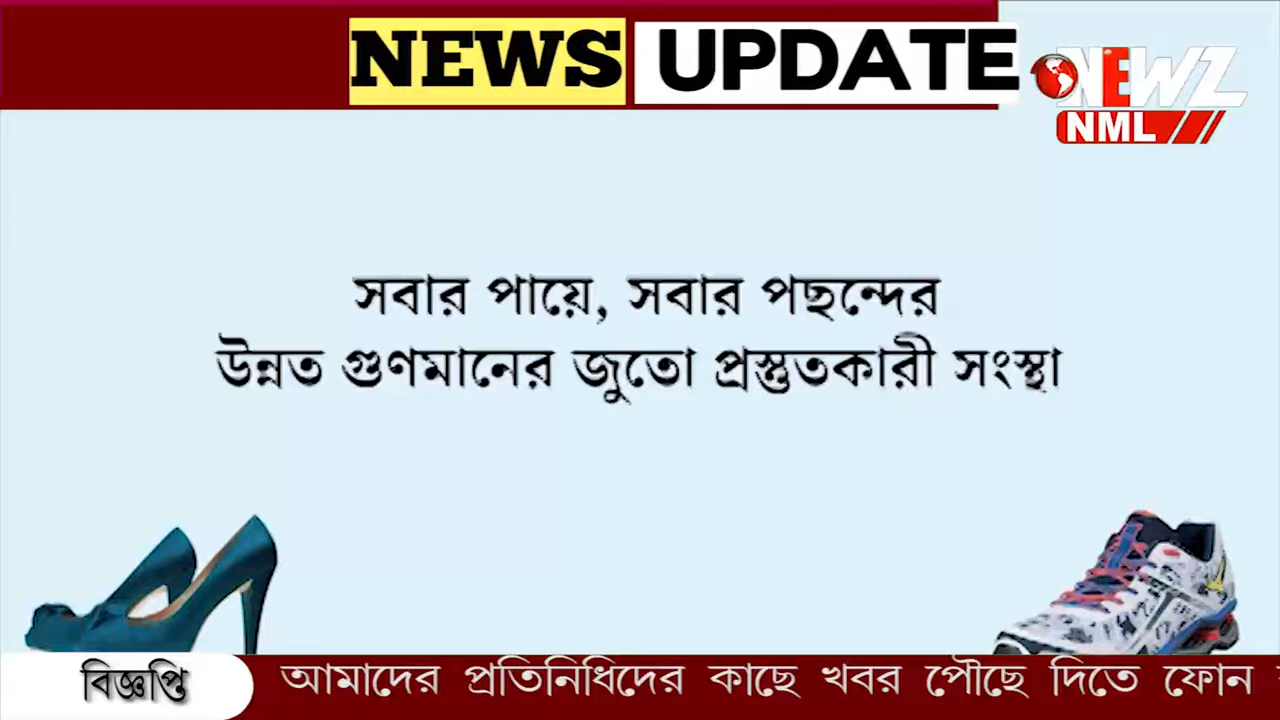 NEWS UPDATE
NEWZ
NML
সবার পায়ে, সবার পছন্দের
উন্নত গুণমানের জুতো প্রস্তুতকারী সংস্থা
বিজ্ঞপ্তি
আমাদের প্রতিনিধিদের কাছে খবর পৌছে দিতে ফোন